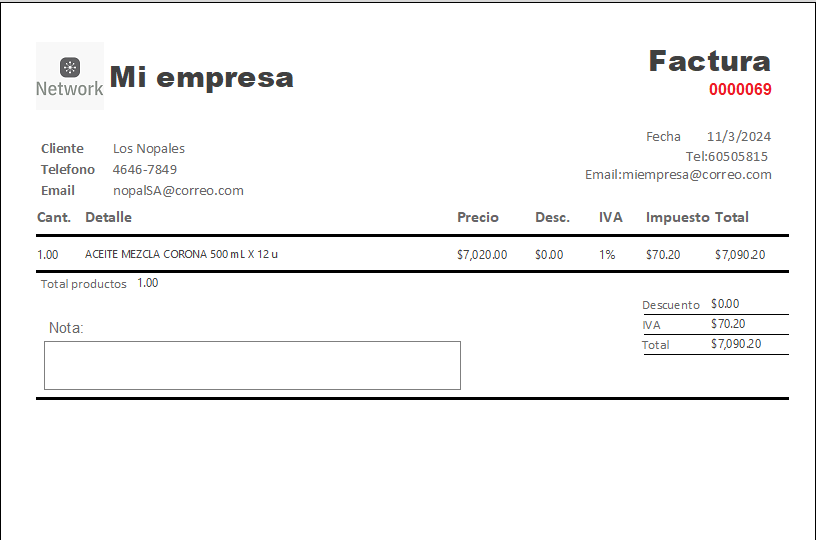 Network
Mi empresa
Factura
0000069
Fecha 11/3/2024
Tel:60505815
Email:miempresa@correo.com
Cliente Los Nopales
Telefono 4646-7849
Email nopalSA@correo.com
Cant. Detalle Precio Desc. IVA Impuesto Total
1.00 ACEITE MEZCLA CORONA 500 mL X 12 u $7,020.00 $0.00 1% $70.20 $7,090.20
Total productos 1.00
Descuento $0.00
IVA $70.20
Total $7,090.20
Nota: